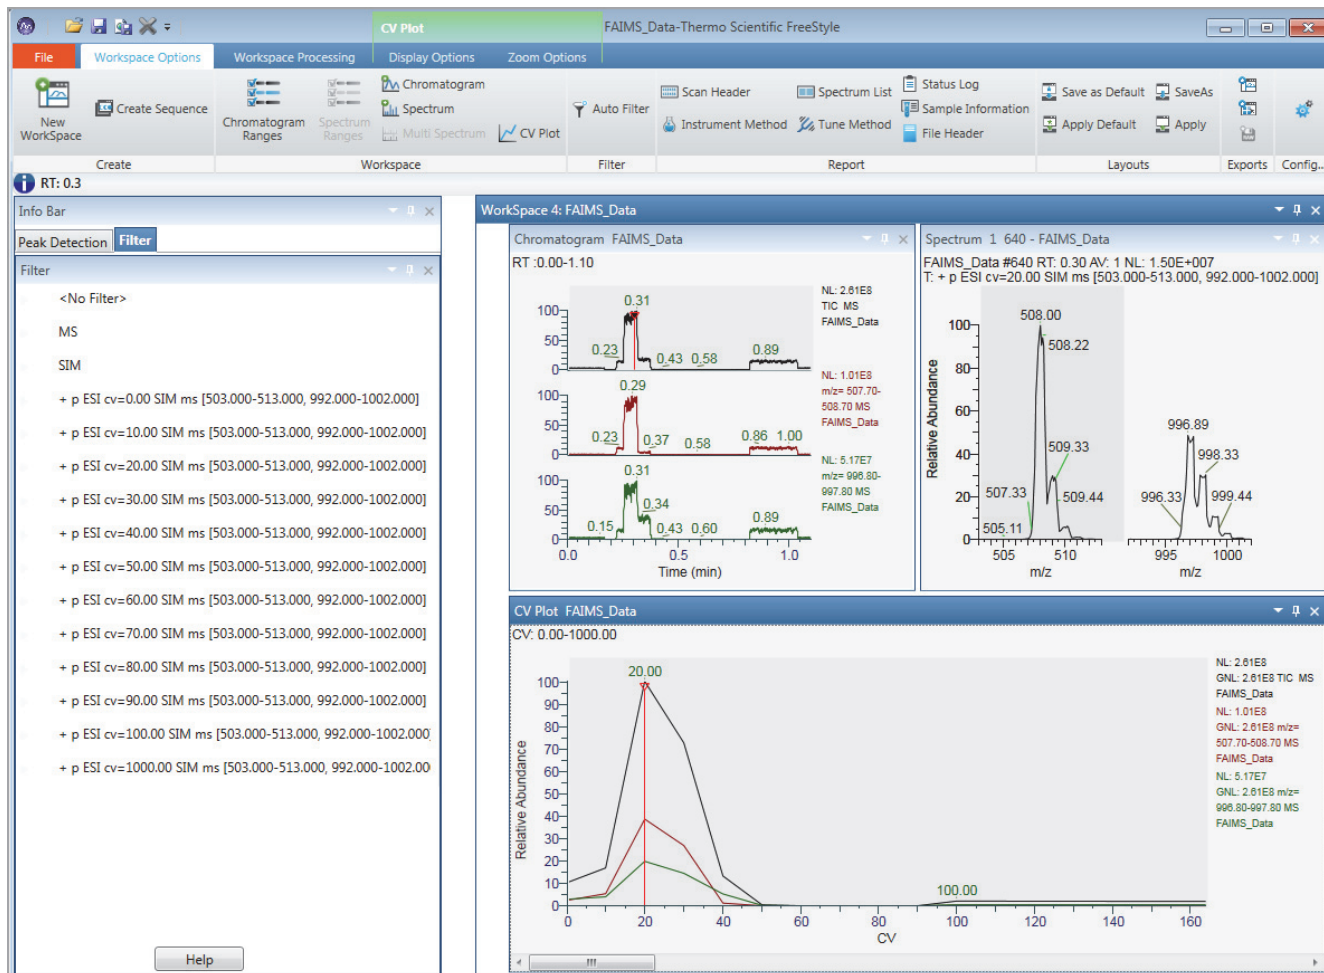 CV Plot
FAIMS_Data-Thermo Scientific FreeStyle
File
Workspace Options
Workspace Processing
Display Options
Zoom Options
New WorkSpace
Create Sequence
Create
Chromatogram Ranges
Spectrum Ranges
Chromatogram
Spectrum
Multi Spectrum
CV Plot
Workspace
Auto Filter
Filter
Scan Header
Instrument Method
Spectrum List
Tune Method
Status Log
Sample Information
File Header
Report
Save as Default
Apply Default
SaveAs
Apply
Layouts
Exports
Config...
RT: 0.3
Info Bar
Peak Detection
Filter
Filter
<No Filter>
MS
SIM
+ p ESI cv=0.00 SIM ms [503.000-513.000, 992.000-1002.000]
+ p ESI cv=10.00 SIM ms [503.000-513.000, 992.000-1002.000]
+ p ESI cv=20.00 SIM ms [503.000-513.000, 992.000-1002.000]
+ p ESI cv=30.00 SIM ms [503.000-513.000, 992.000-1002.000]
+ p ESI cv=40.00 SIM ms [503.000-513.000, 992.000-1002.000]
+ p ESI cv=50.00 SIM ms [503.000-513.000, 992.000-1002.000]
+ p ESI cv=60.00 SIM ms [503.000-513.000, 992.000-1002.000]
+ p ESI cv=70.00 SIM ms [503.000-513.000, 992.000-1002.000]
+ p ESI cv=80.00 SIM ms [503.000-513.000, 992.000-1002.000]
+ p ESI cv=90.00 SIM ms [503.000-513.000, 992.000-1002.000]
+ p ESI cv=100.00 SIM ms [503.000-513.000, 992.000-1002.000]
+ p ESI cv=1000.00 SIM ms [503.000-513.000, 992.000-1002.00
Help
WorkSpace 4: FAIMS_Data
Chromatogram FAIMS_Data
RT :0.00-1.10
NL: 2.61E8
TIC MS
FAIMS_Data
100
50
0
0.23
0.31
0.43
0.58
0.89
NL: 1.01E8
m/z= 507.70-
508.70 MS
FAIMS_Data
100
50
0
0.23
0.29
0.37
0.58
0.86
1.00
NL: 5.17E7
m/z= 996.80-
997.80 MS
FAIMS_Data
100
50
0
0.15
0.31
0.34
0.43
0.60
0.89
0.0
0.5
1.0
Time (min)
Spectrum 1 640 - FAIMS_Data
FAIMS_Data #640 RT: 0.30 AV: 1 NL: 1.50E+007
T: + p ESI cv=20.00 SIM ms [503.000-513.000, 992.000-1002.000]
Relative Abundance
100
80
60
40
20
0
508.00
508.22
509.33
507.33
509.44
505.11
996.89
998.33
996.33
999.44
505
510
995
1000
m/z
m/z
CV Plot FAIMS_Data
CV: 0.00-1000.00
Relative Abundance
100
90
80
70
60
50
40
30
20
10
0
20.00
100.00
0
20
40
60
80
100
120
140
160
CV
NL: 2.61E8
GNL: 2.61E8 TIC MS
FAIMS_Data
NL: 1.01E8
GNL: 2.61E8 m/z=
507.70-508.70 MS
FAIMS_Data
NL: 5.17E7
GNL: 2.61E8 m/z=
996.80-997.80 MS
FAIMS_Data